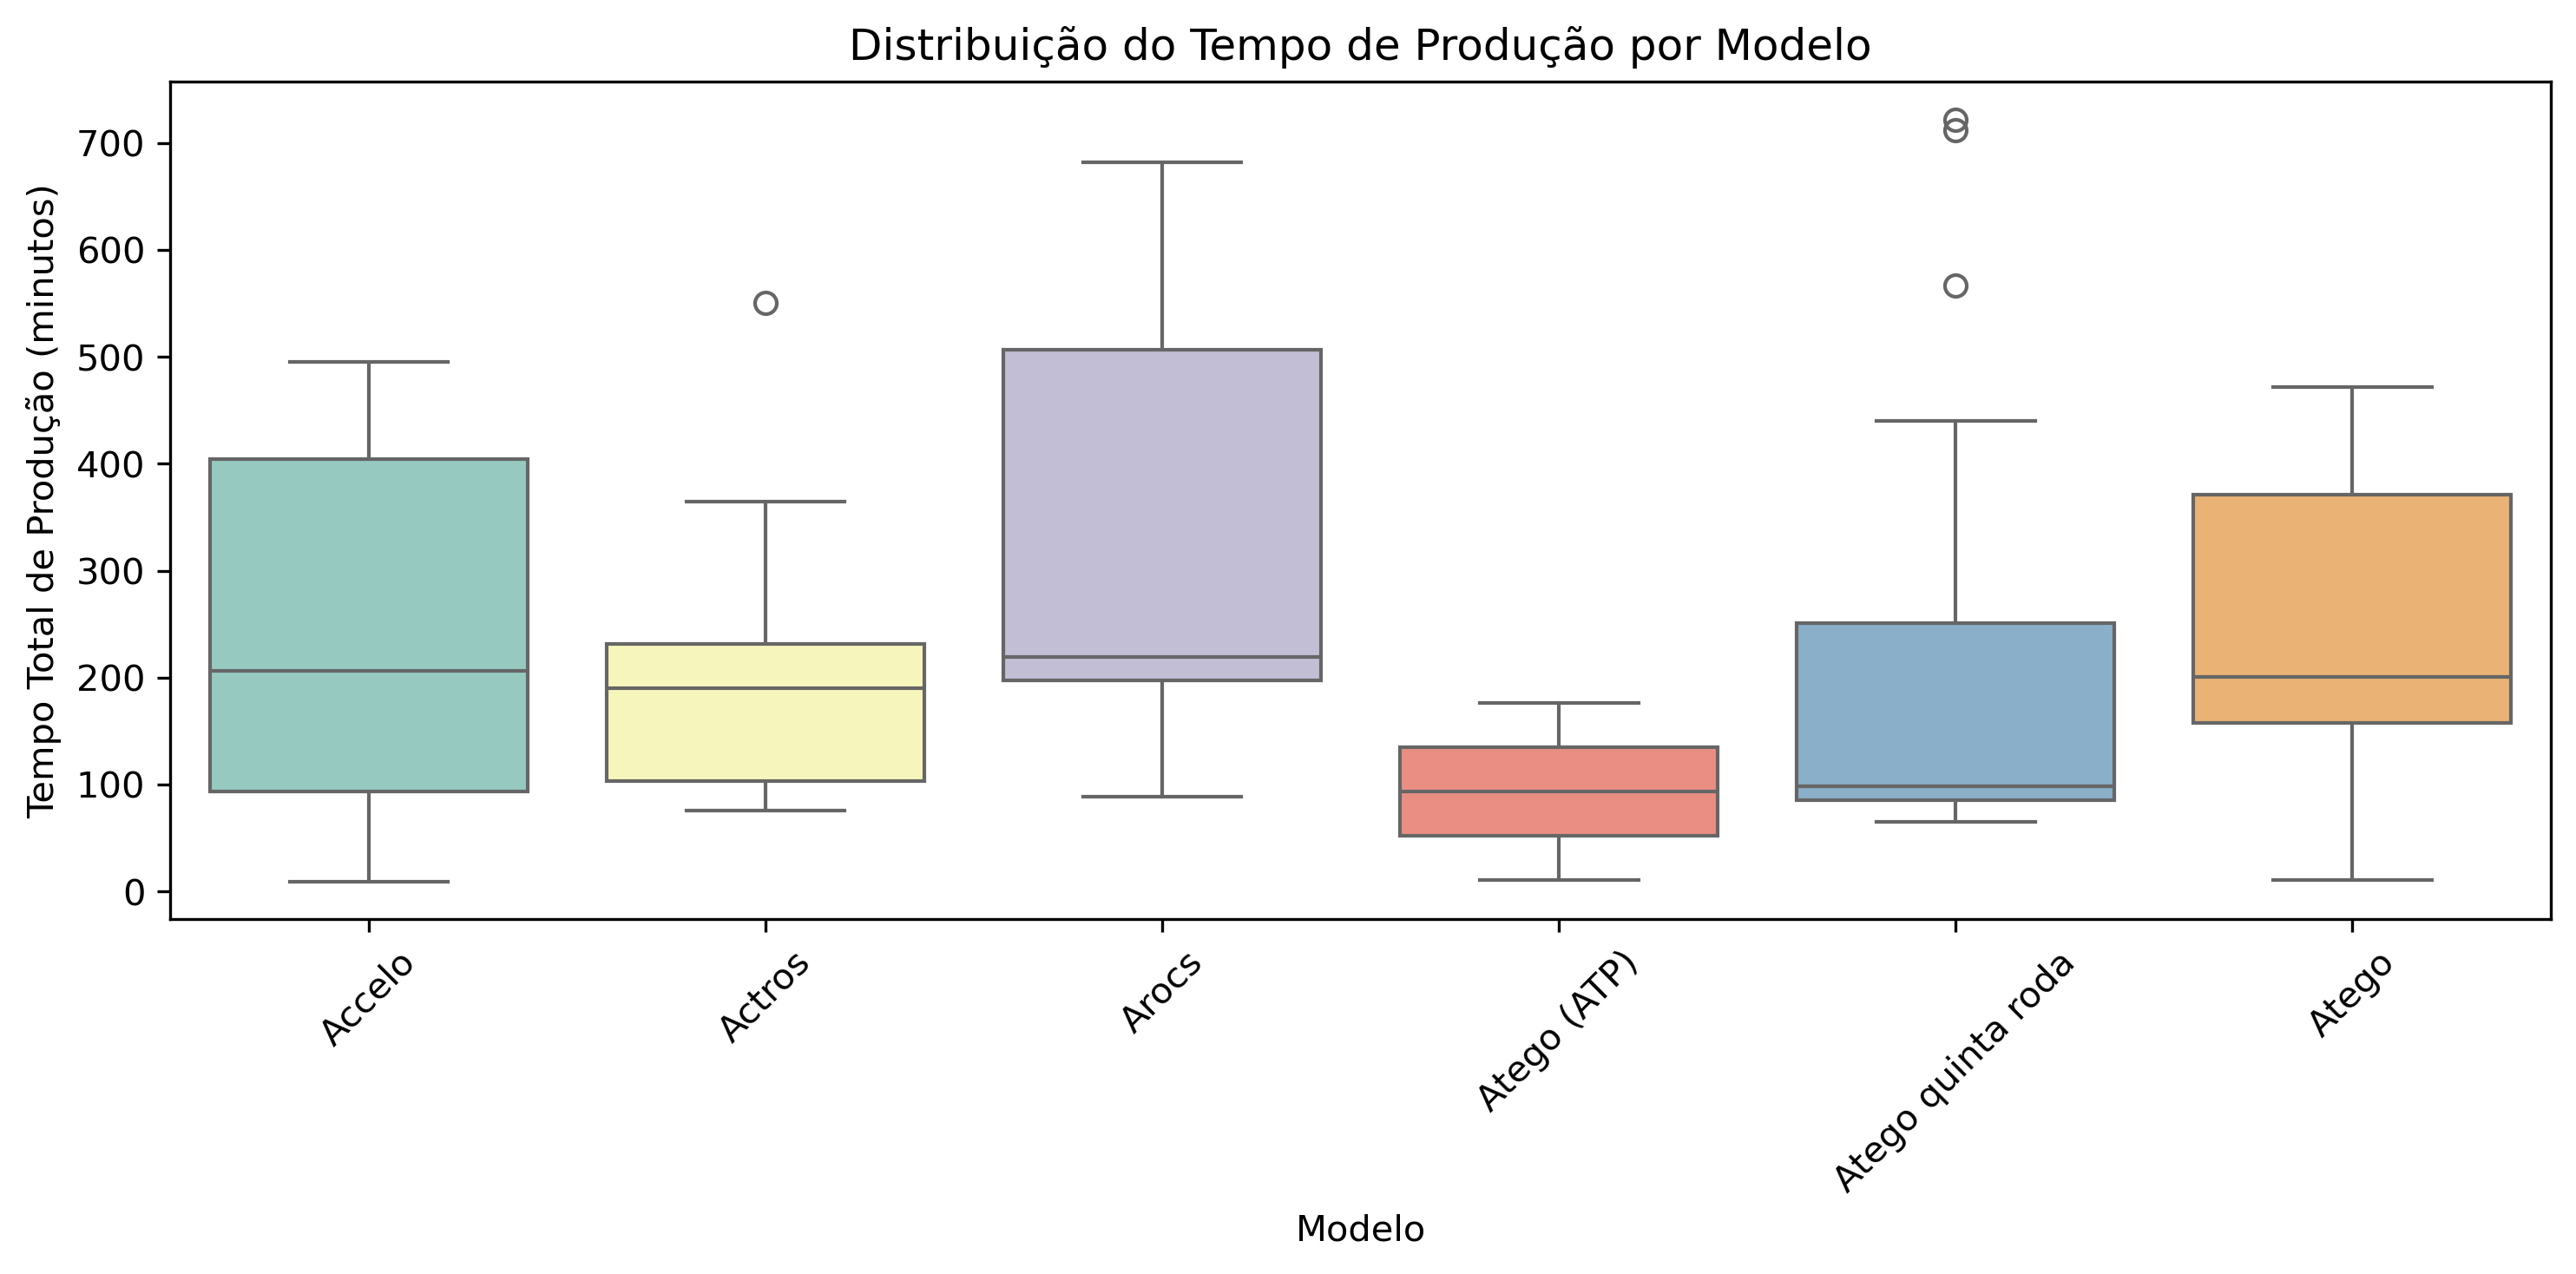 Distribuição do Tempo de Produção por Modelo
Tempo Total de Produção (minutos)
700
600
500
400
300
200
100
0
Accelo
Actros
Arocs
Atego (ATP)
Atego quinta roda
Atego
Modelo